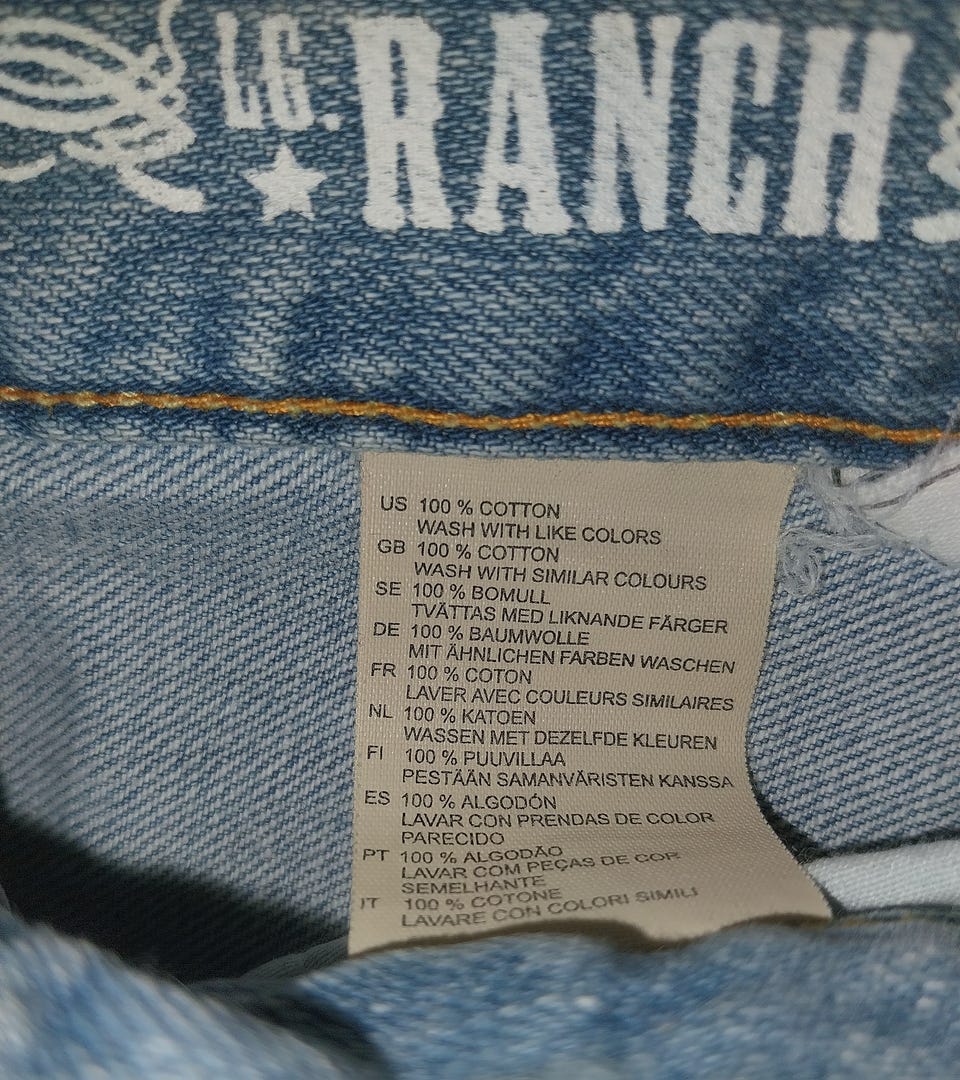 LG. RANCH
US 100 % COTTON
WASH WITH LIKE COLORS
GB 100 % COTTON
WASH WITH SIMILAR COLOURS
SE 100 % BOMULL
TVÄTTAS MED LIKNANDE FÄRGER
DE 100 % BAUMWOLLE
MIT ÄHNLICHEN FARBEN WASCHEN
FR 100 % COTON
LAVER AVEC COULEURS SIMILAIRES
NL 100 % KATOEN
WASSEN MET DEZELFDE KLEUREN
FI 100 % PUUVILLAA
PESTÄÄN SAMANVÄRISTEN KANSSA
ES 100 % ALGODÓN
LAVAR CON PRENDAS DE COLOR
PARECIDO
PT 100 % ALGODÃO
LAVAR COM PEÇAS DE COR
SEMELHANTE
IT 100 % COTONE
LAVARE CON COLORI SIMILI